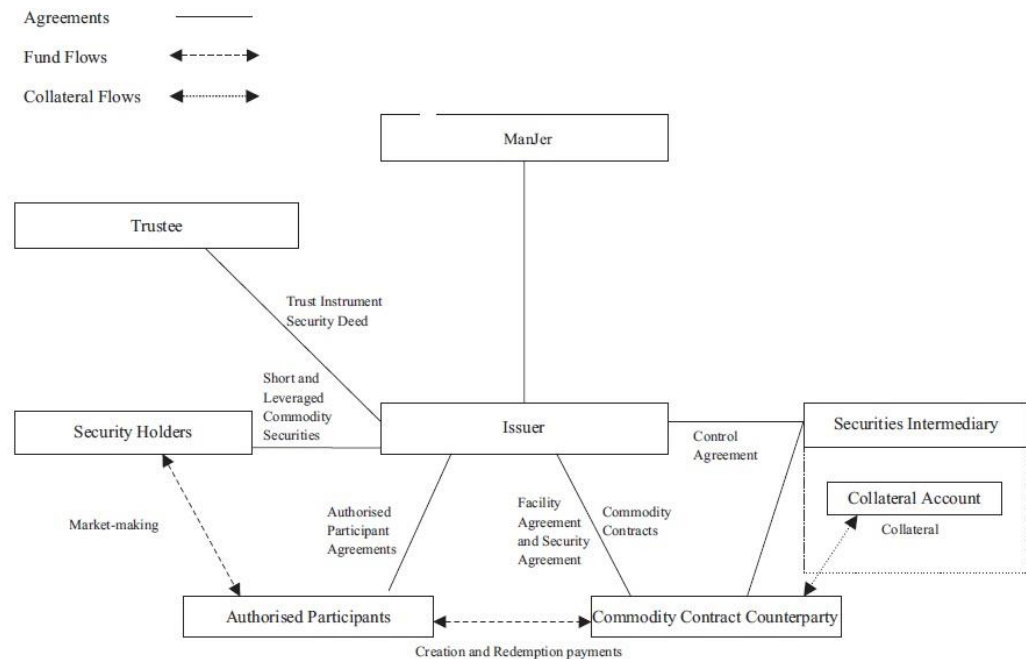 Agreements
Fund Flows
Collateral Flows
ManJer
Trustee
Trust Instrument
Security Deed
Short and
Leveraged
Commodity
Securities
Security Holders
Issuer
Control
Agreement
Securities Intermediary
Collateral Account
Collateral
Market-making
Authorised
Participant
Agreements
Facility
Agreement
and Security
Agreement
Commodity
Contracts
Authorised Participants
Commodity Contract Counterparty
Creation and Redemption payments